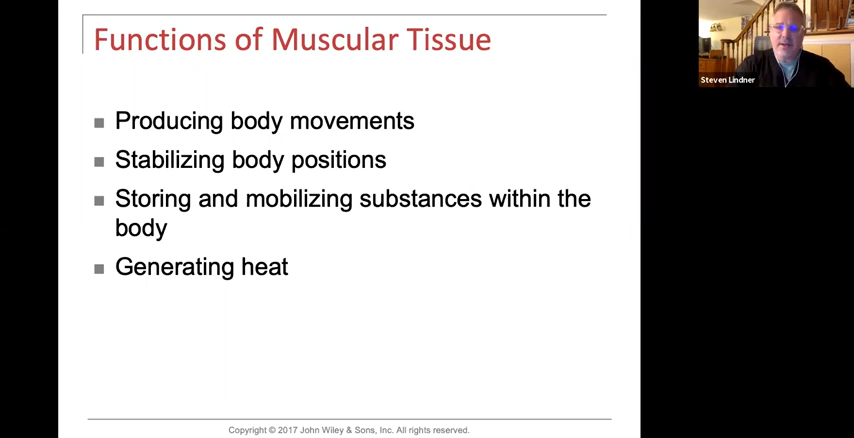 Functions of Muscular Tissue
Steven Lindner
Producing body movements
Stabilizing body positions
Storing and mobilizing substances within the
body
Generating heat
Copyright © 2017 John Wiley & Sons, Inc. All rights reserved.